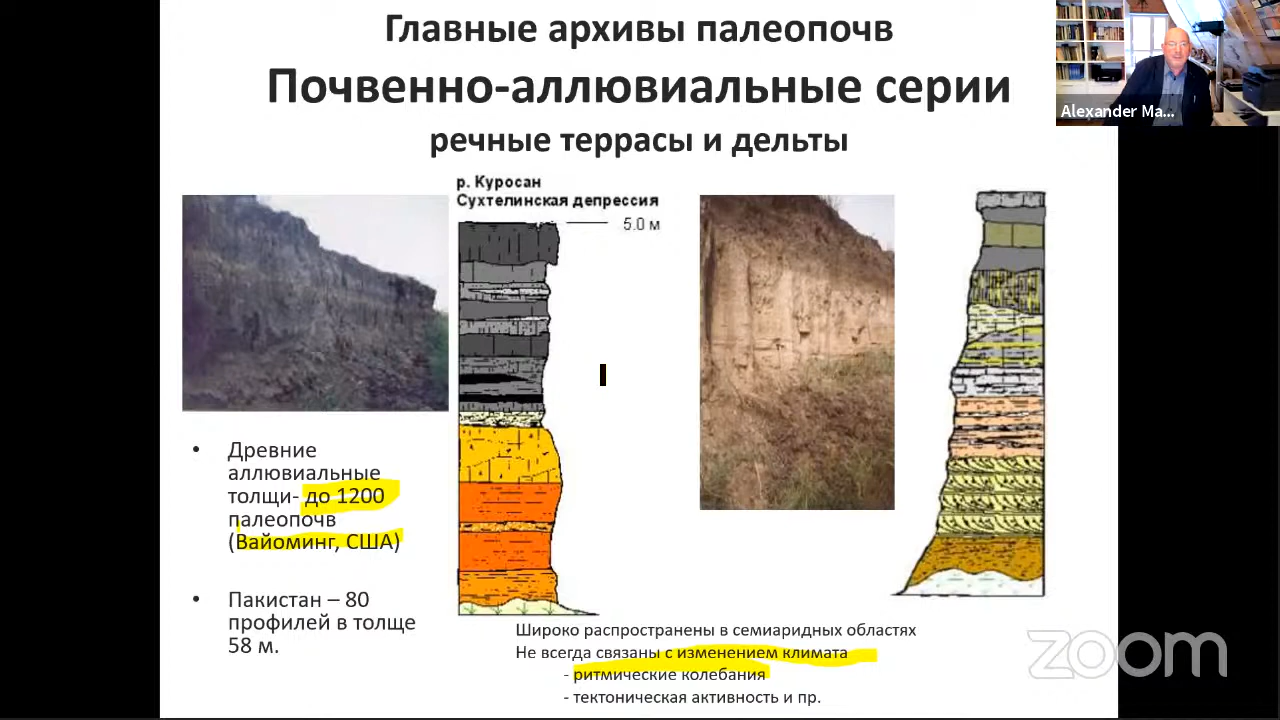 Главные архивы палеопочв
Почвенно-аллювиальные серии
речные террасы и дельты
Alexander Ma...
р. Куросан
Сухтелинская депрессия
5.0 м
• Древние
аллювиальные
толщи- до 1200
палеопочв
(Вайоминг, США)
• Пакистан – 80
профилей в толще
58 м.
Широко распространены в семиаридных областях
Не всегда связаны с изменением климата
- ритмические колебания
- тектоническая активность и пр.
zoom